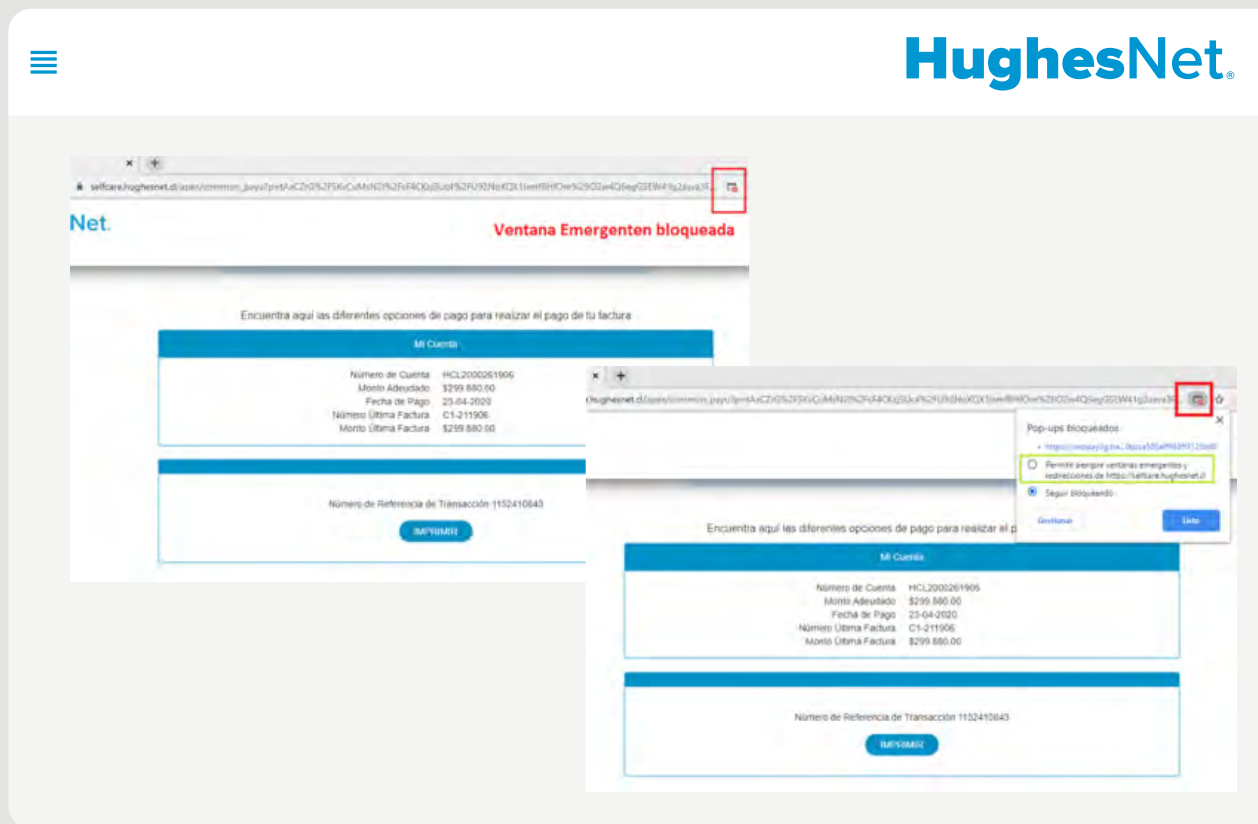 HughesNet®
selfcare.hughesnet.cl/apex/common_payu?
Net.
Ventana Emergenten bloqueada
Encuentra aquí las diferentes opciones de pago para realizar el pago de tu factura
Mi Cuenta
Número de Cuenta HCL2000261906
Monto Adeudado $299.880.00
Fecha de Pago 23-04-2020
Número Última Factura C1-211906
Monto Última Factura $299.880.00
Número de Referencia de Transacción 1152410843
IMPRIMIR
Pop-ups bloqueados
Permitir siempre ventanas emergentes y
redirecciones de https://selfcare.hughesnet.cl
Seguir bloqueando
Gestionar
Listo
Encuentra aquí las diferentes opciones de pago para realizar el p
Mi Cuenta
Número de Cuenta HCL2000261906
Monto Adeudado $299.880.00
Fecha de Pago 23-04-2020
Número Última Factura C1-211906
Monto Última Factura $299.880.00
Número de Referencia de Transacción 1152410843
IMPRIMIR